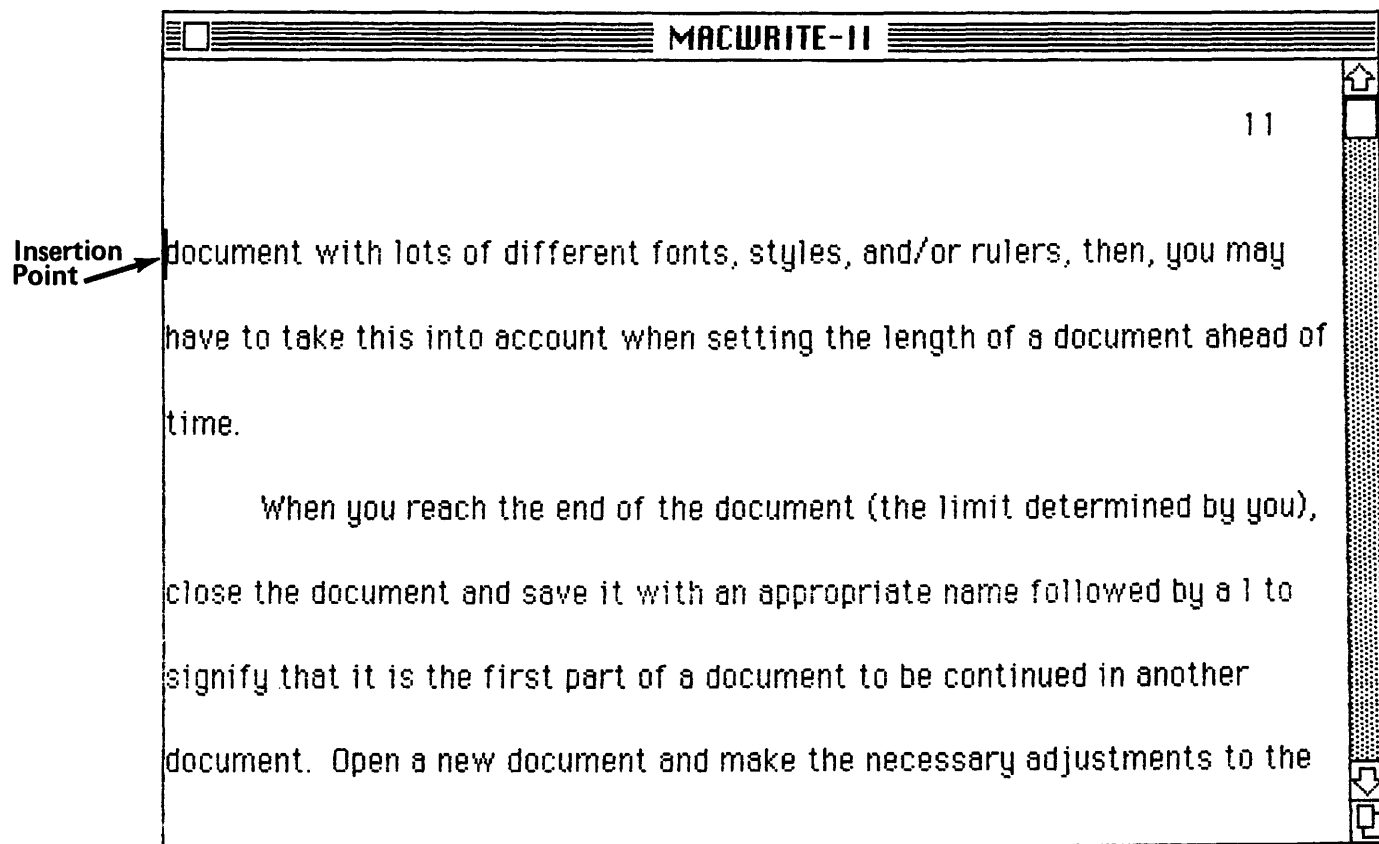 MACWRITE-II
11
Insertion
Point
document with lots of different fonts, styles, and/or rulers, then, you may
have to take this into account when setting the length of a document ahead of
time.
When you reach the end of the document (the limit determined by you),
close the document and save it with an appropriate name followed by a 1 to
signify that it is the first part of a document to be continued in another
document.  Open a new document and make the necessary adjustments to the